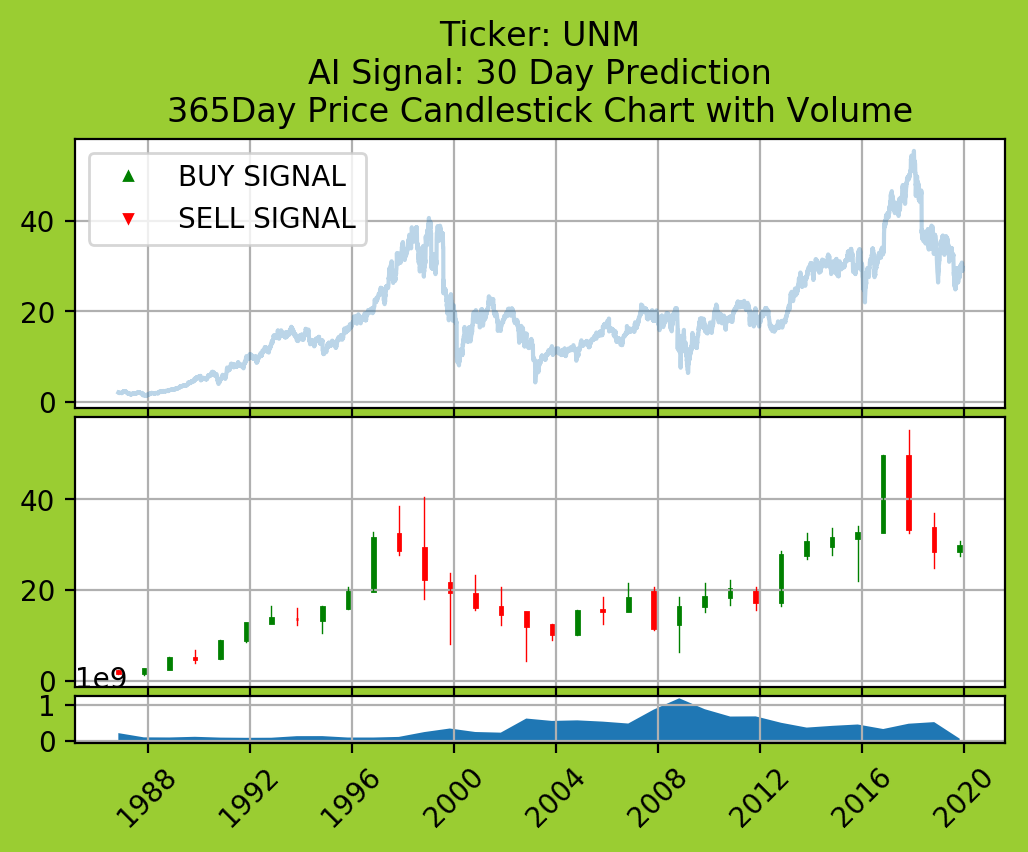 Ticker: UNM
AI Signal: 30 Day Prediction
365Day Price Candlestick Chart with Volume
BUY SIGNAL
SELL SIGNAL
40
20
0
40
20
0
1e9
1
0
1988 1992 1996 2000 2004 2008 2012 2016 2020